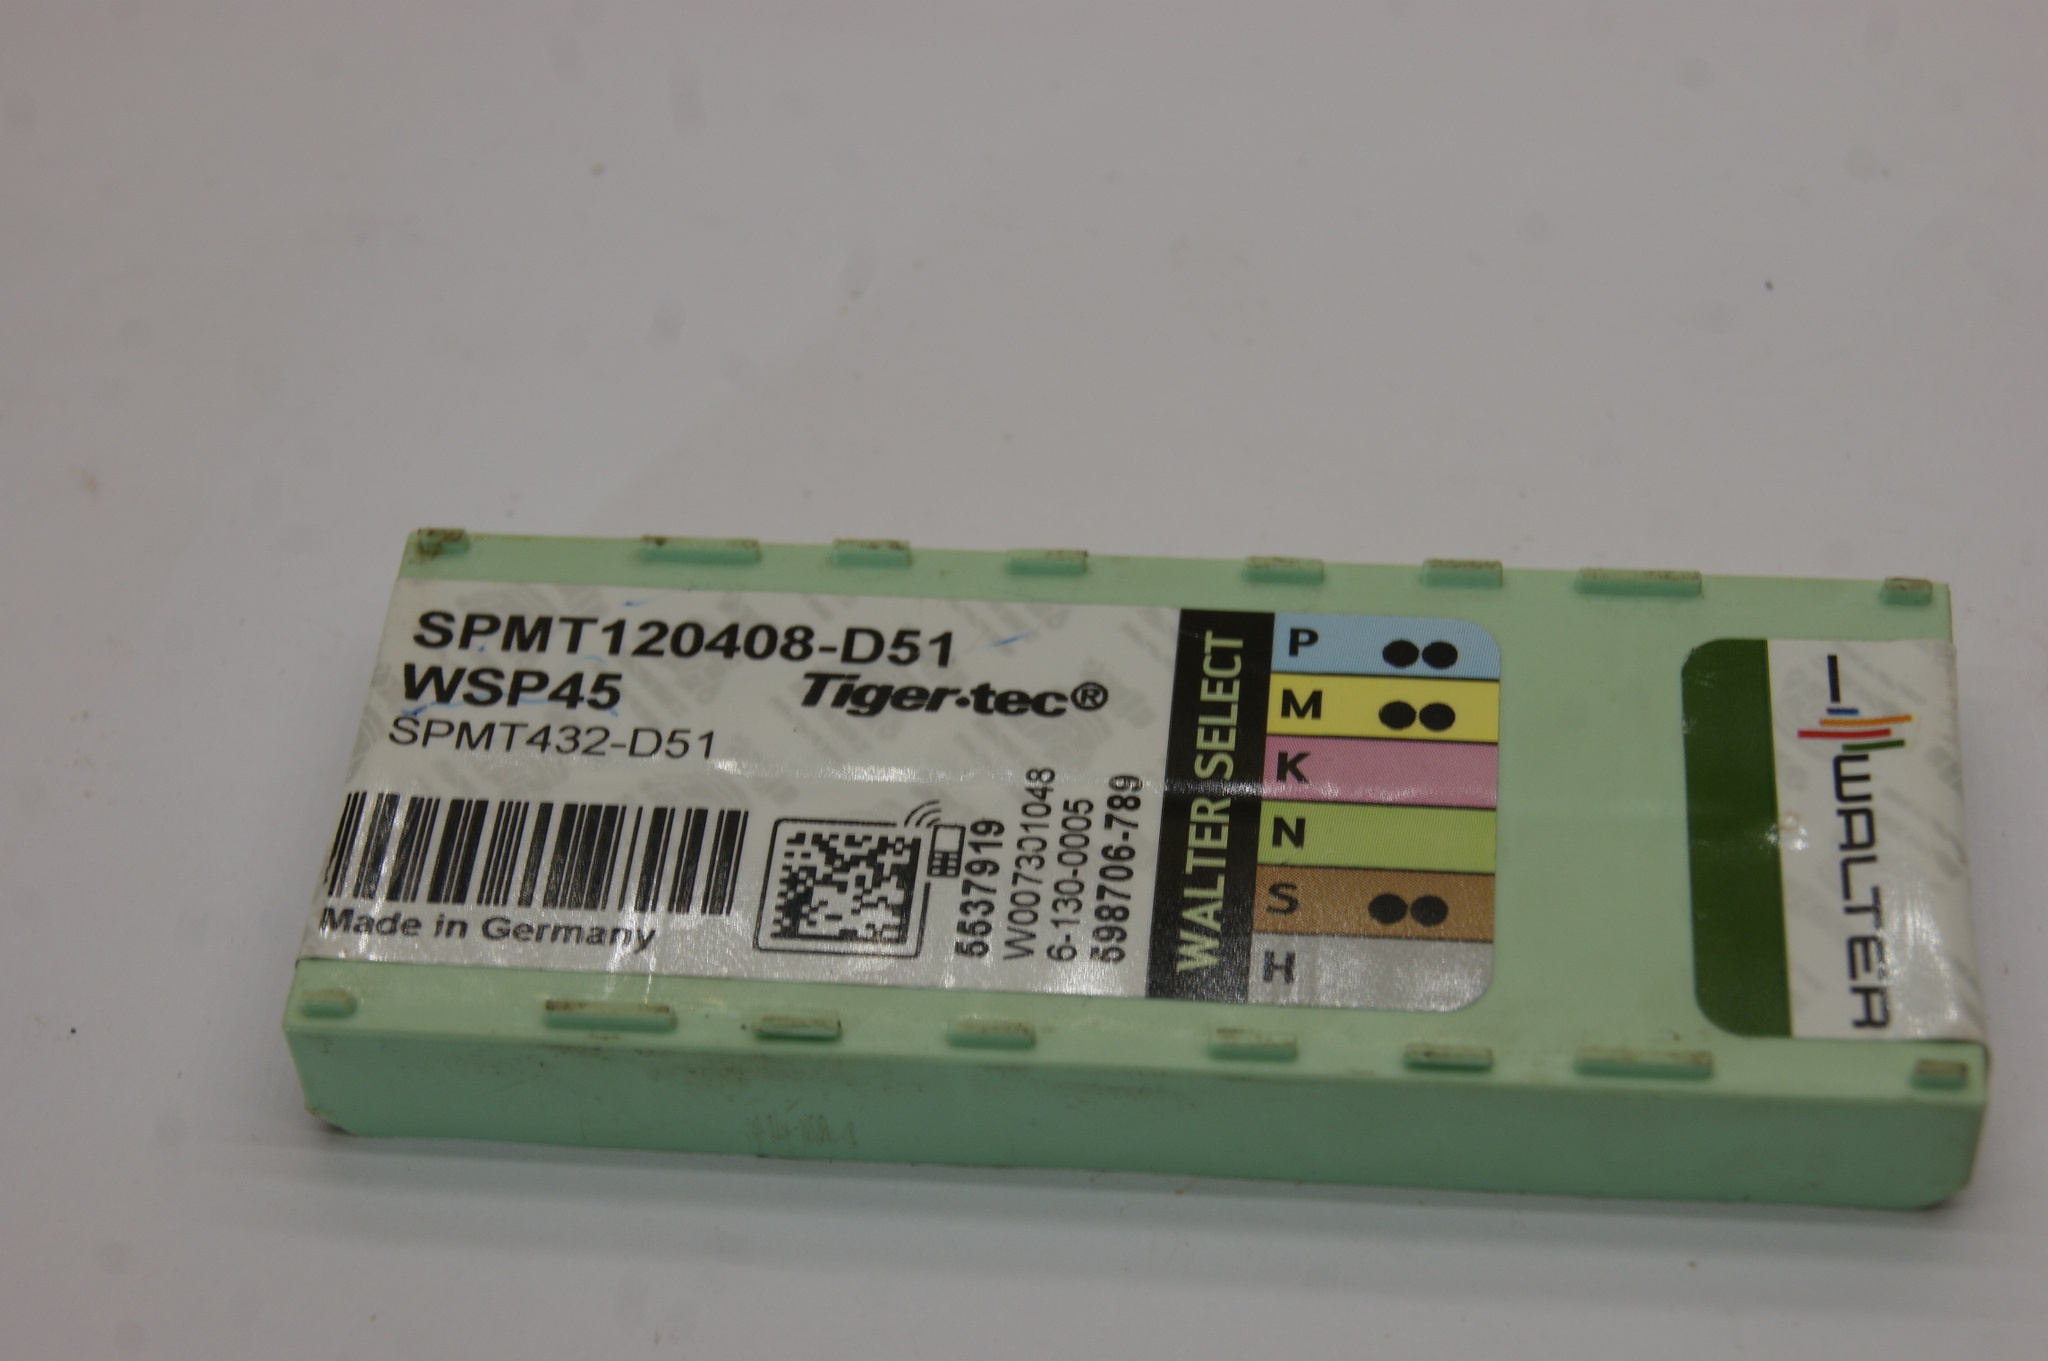 SPMT120408-D51
WSP45
Tiger·tec®
SPMT432-D51
Made in Germany
5537919
W007301048
6-130-0005
598706-789
WALTER SELECT
P
M
K
N
S
H
WALTER